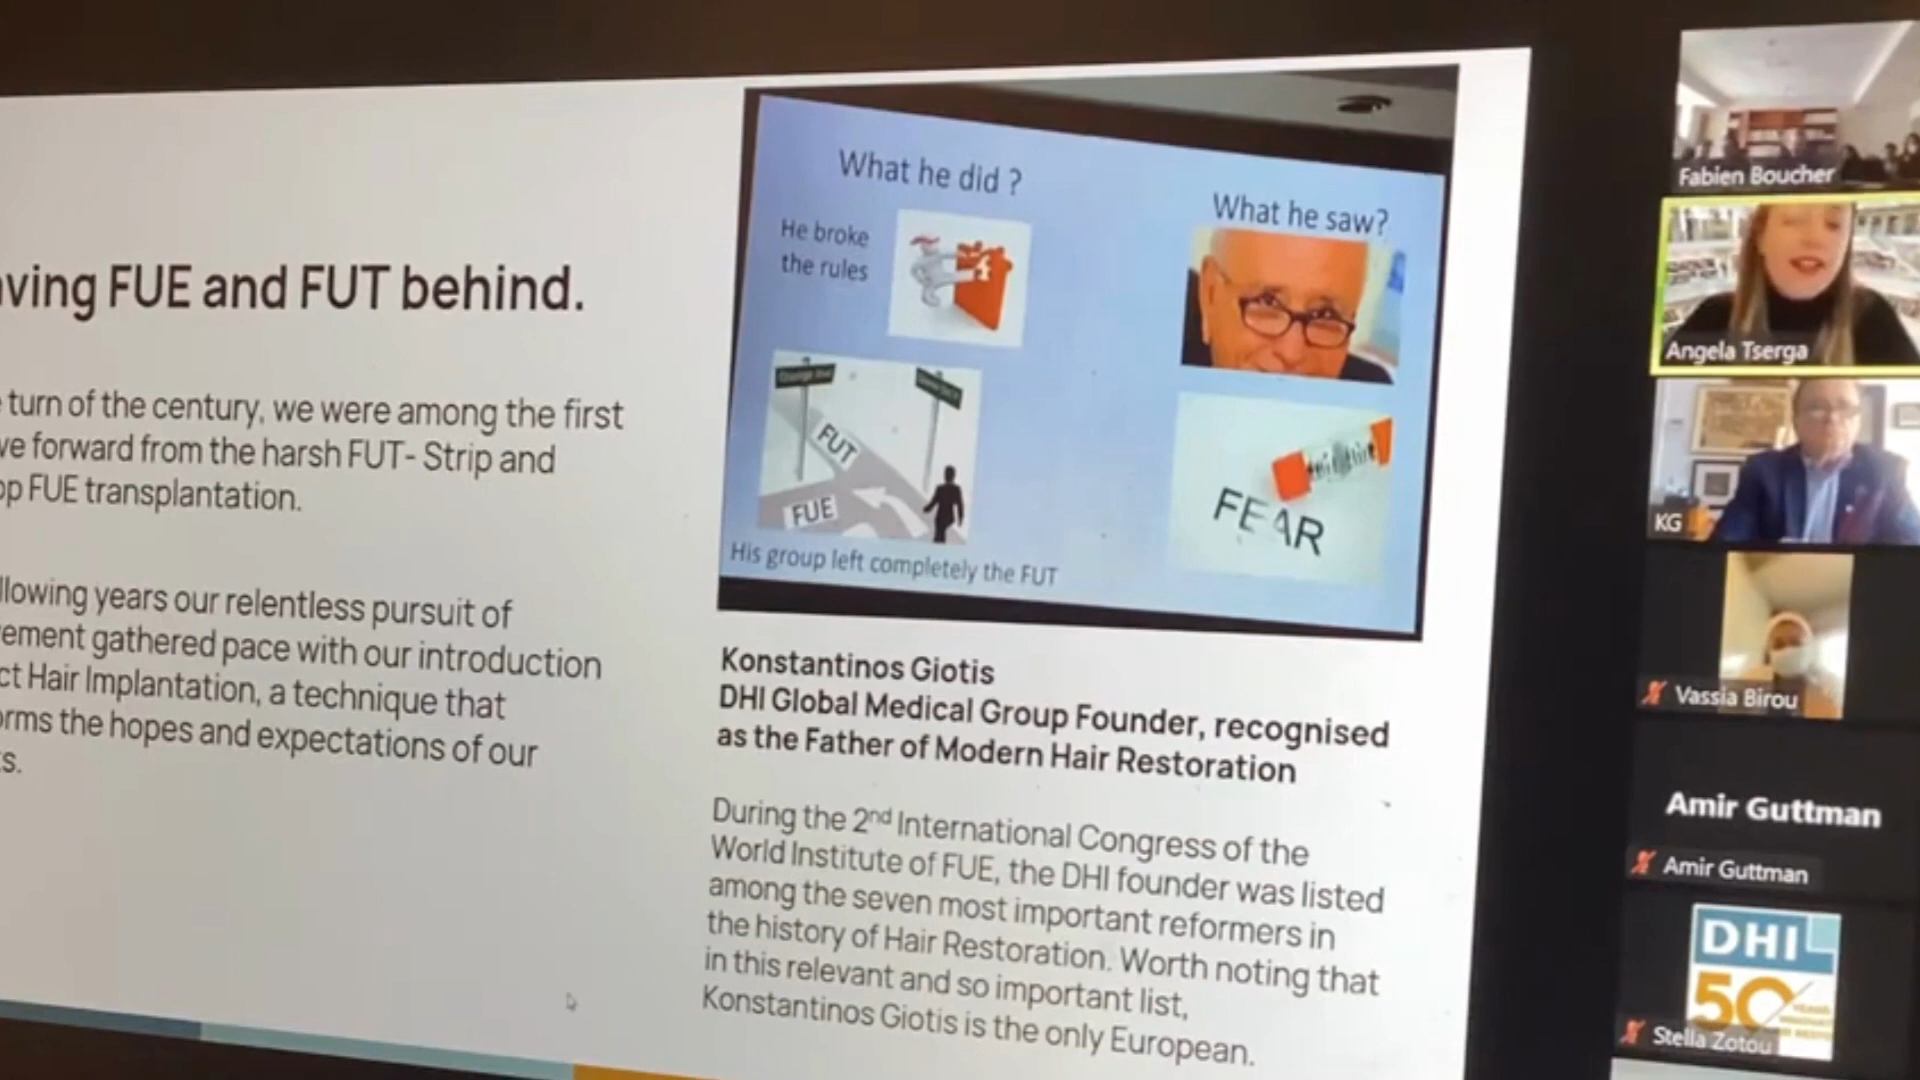 ving FUE and FUT behind.
turn of the century, we were among the first
ve forward from the harsh FUT- Strip and
op FUE transplantation.
llowing years our relentless pursuit of
ement gathered pace with our introduction
ct Hair Implantation, a technique that
orms the hopes and expectations of our
s.
What he did ?
He broke
the rules
What he saw?
FUT
FUE
FEAR
His group left completely the FUT
Konstantinos Giotis
DHI Global Medical Group Founder, recognised
as the Father of Modern Hair Restoration
During the 2nd International Congress of the
World Institute of FUE, the DHI founder was listed
among the seven most important reformers in
the history of Hair Restoration. Worth noting that
in this relevant and so important list,
Konstantinos Giotis is the only European.
Fabien Boucher
Angela Tserga
KG
Vassia Birou
Amir Guttman
Amir Guttman
DHI
50
YEARS
Stella Zotou